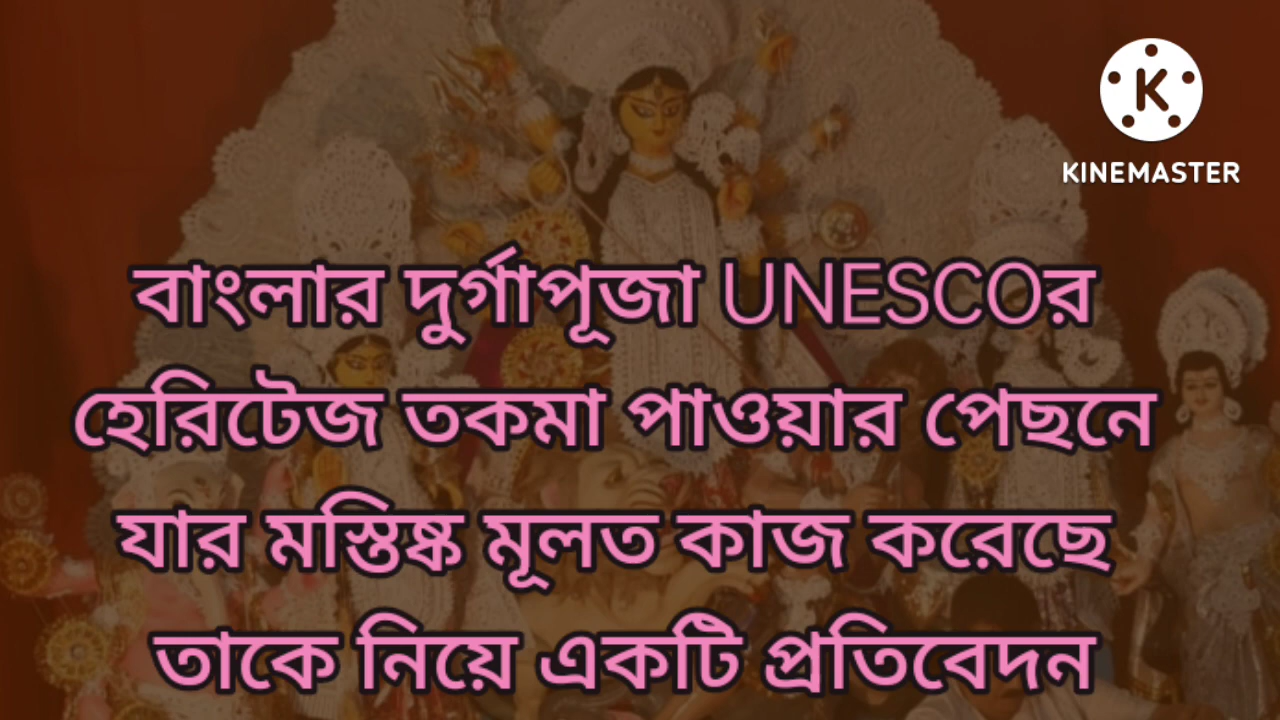 K
KINEMASTER
বাংলার দুর্গাপূজা UNESCOর
হেরিটেজ তকমা পাওয়ার পেছনে
যার মস্তিষ্ক মূলত কাজ করেছে
তাকে নিয়ে একটি প্রতিবেদন